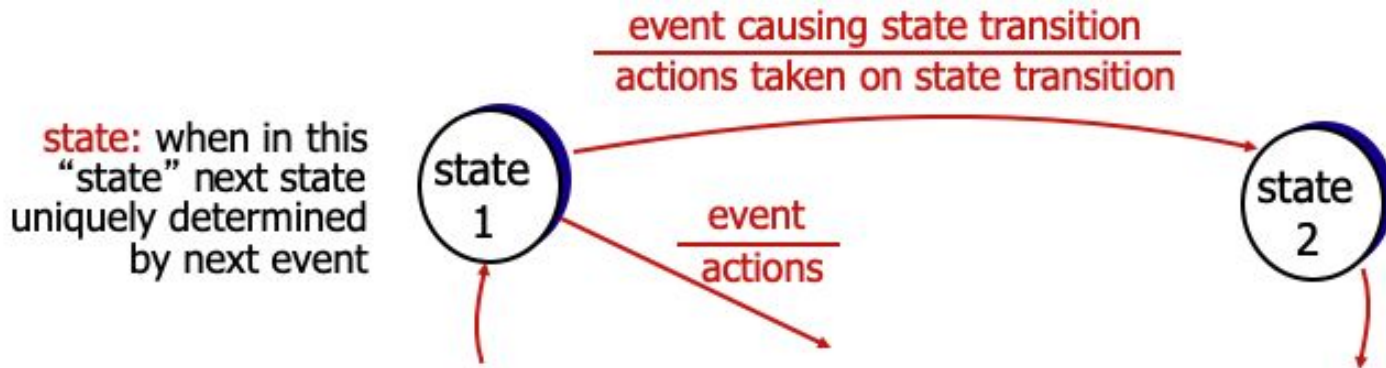 event causing state transition
actions taken on state transition
state: when in this
“state” next state
uniquely determined
by next event
state
1
event
actions
state
2